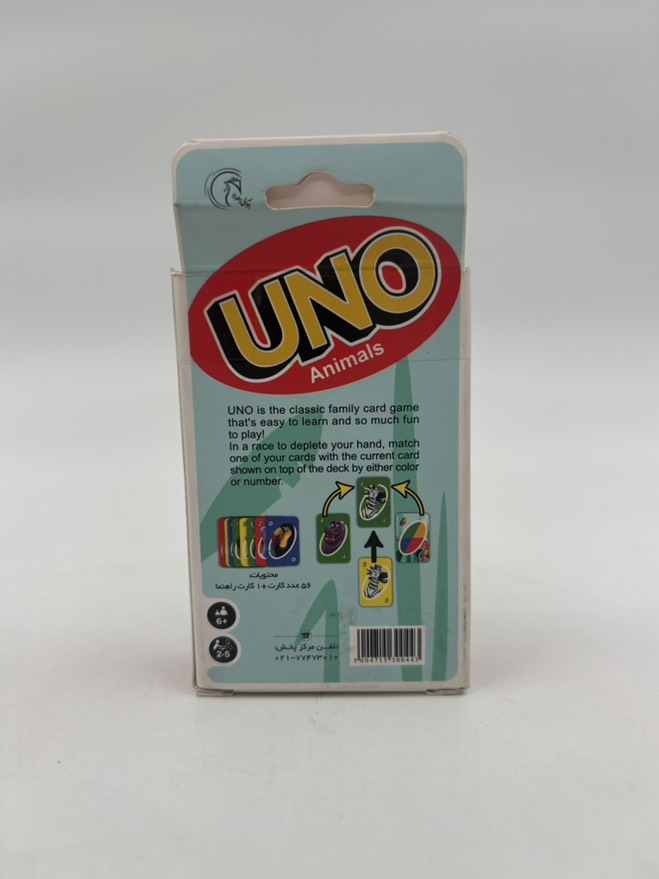 UNO
Animals
UNO is the classic family card game
that's easy to learn and so much fun
to play!
In a race to deplete your hand, match
one of your cards with the current card
shown on top of the deck by either color
or number.
محتویات:
۵۶ عدد کارت + ۱ کارت راهنما
6+
2-5
تلفن مرکز پخش:
۰۲۱-۷۷۴۷۳۰۱۰